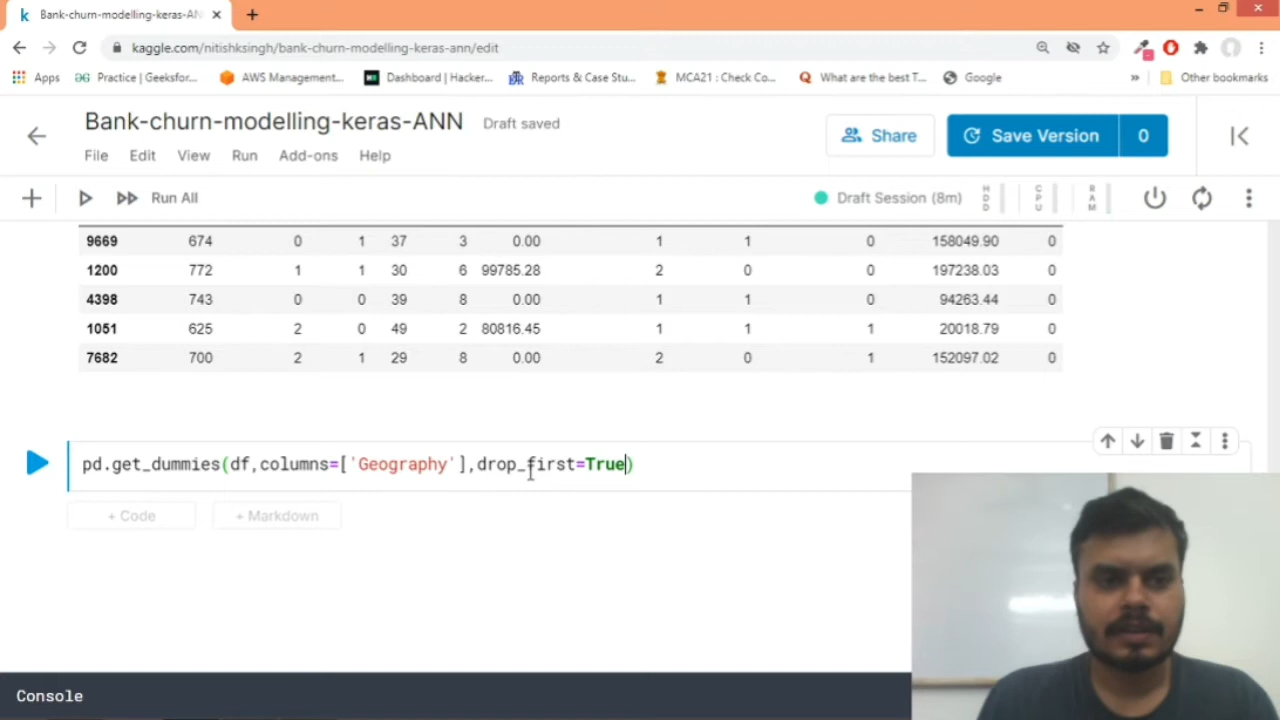 Bank-churn-modelling-keras-AN
kaggle.com/nitishksingh/bank-churn-modelling-keras-ann/edit
Apps Practice | Geeksfor... AWS Management... Dashboard | Hacker... Reports & Case Stu... MCA21 : Check Co... What are the best T... Google » Other bookmarks
Bank-churn-modelling-keras-ANN Draft saved
Share Save Version 0
File Edit View Run Add-ons Help
Run All Draft Session (8m) HDD CPU RAM
9669 674 0 1 37 3 0.00 1 1 0 158049.90 0
1200 772 1 1 30 6 99785.28 2 0 0 197238.03 0
4398 743 0 0 39 8 0.00 1 1 0 94263.44 0
1051 625 2 0 49 2 80816.45 1 1 1 20018.79 0
7682 700 2 1 29 8 0.00 2 0 1 152097.02 0
pd.get_dummies(df,columns=['Geography'],drop_first=True)
+ Code + Markdown
Console